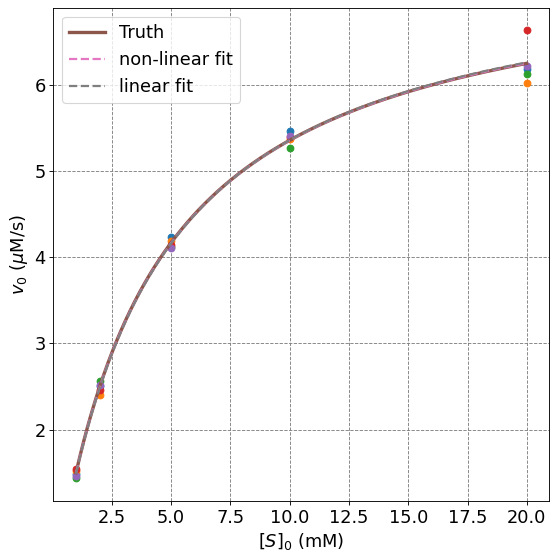 Truth
non-linear fit
linear fit
6
5
4
3
2
v₀ (μM/s)
2.5 5.0 7.5 10.0 12.5 15.0 17.5 20.0
[S]₀ (mM)